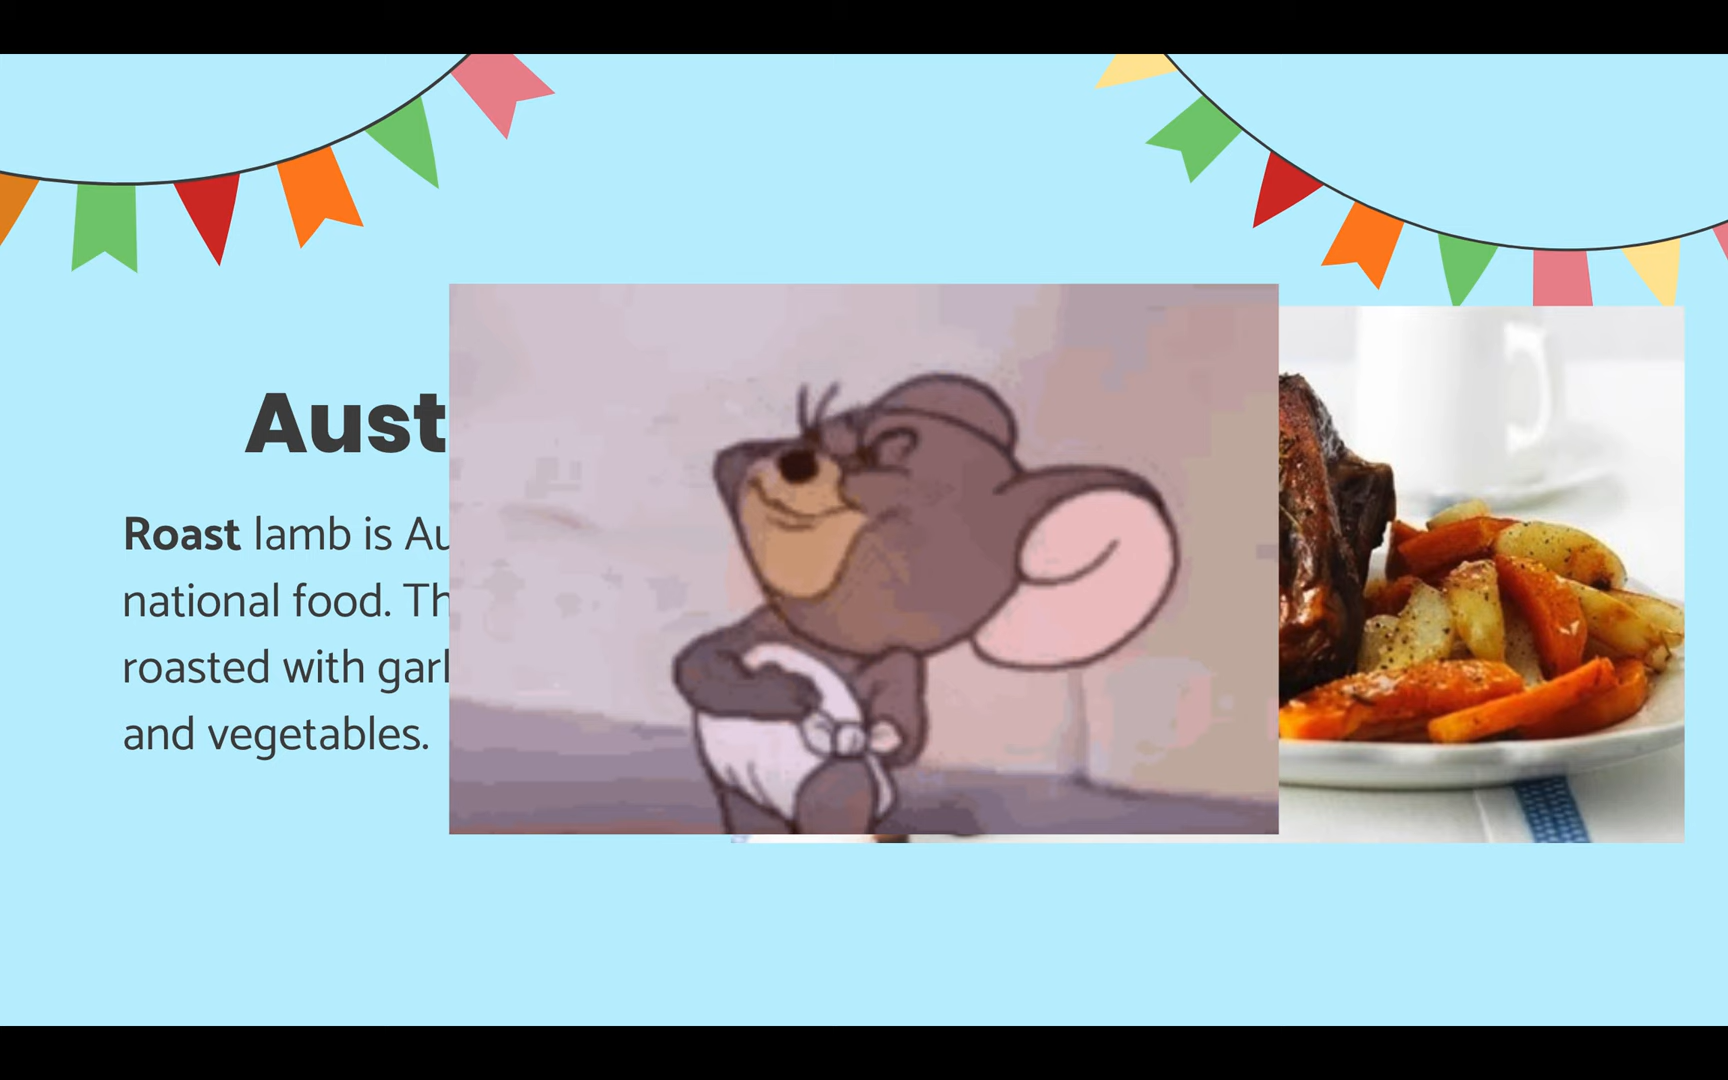 Aust
Roast lamb is Au
national food. Th
roasted with garl
and vegetables.